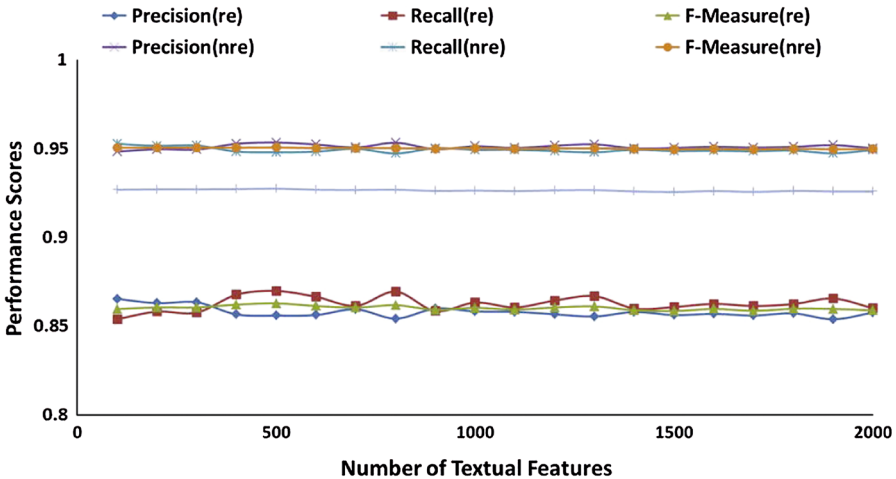 Precision(re) Recall(re) F-Measure(re)
Precision(nre) Recall(nre) F-Measure(nre)
1
0.95
0.9
0.85
0.8
Performance Scores
0 500 1000 1500 2000
Number of Textual Features